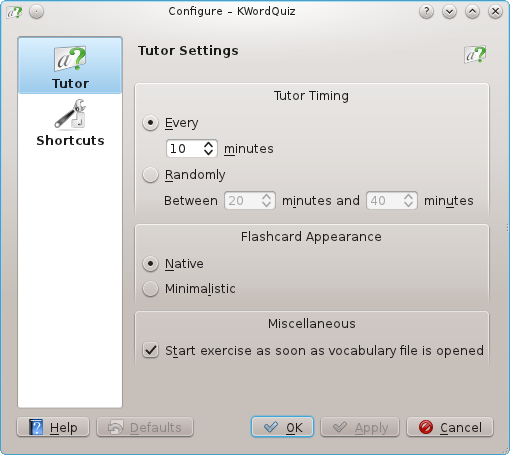 Configure – KWordQuiz
Tutor
Shortcuts
Tutor Settings
Tutor Timing
Every
10 minutes
Randomly
Between 20 minutes and 40 minutes
Flashcard Appearance
Native
Minimalistic
Miscellaneous
Start exercise as soon as vocabulary file is opened
Help Defaults OK Apply Cancel